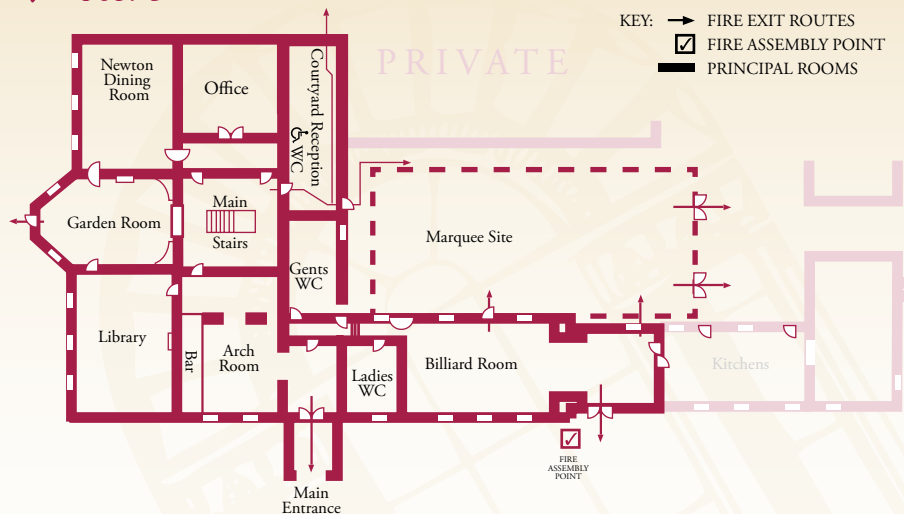 KEY: FIRE EXIT ROUTES
FIRE ASSEMBLY POINT
PRINCIPAL ROOMS
PRIVATE
Newton
Dining
Room
Office
Courtyard Reception
WC
Garden Room
Main
Stairs
Marquee Site
Gents
WC
Library
Bar
Arch
Room
Ladies
WC
Billiard Room
Kitchens
FIRE
ASSEMBLY
POINT
Main
Entrance